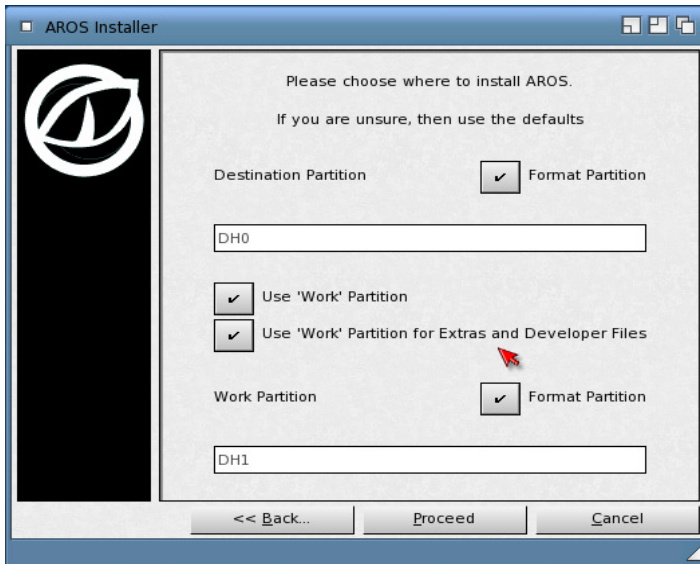 AROS Installer
Please choose where to install AROS.
If you are unsure, then use the defaults
Destination Partition
Format Partition
DH0
Use 'Work' Partition
Use 'Work' Partition for Extras and Developer Files
Work Partition
Format Partition
DH1
<< Back...
Proceed
Cancel